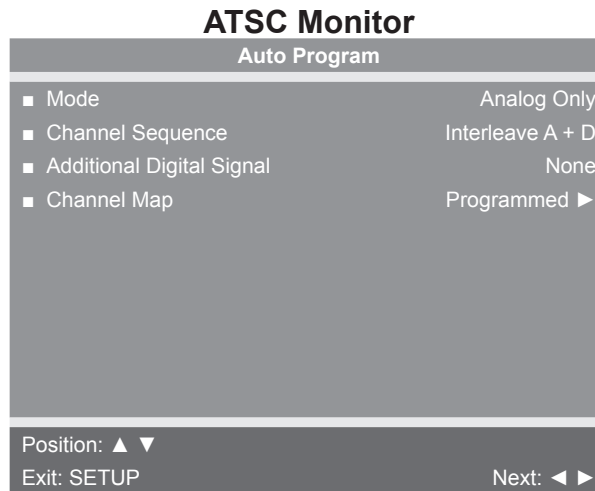 ATSC Monitor
Auto Program
■ Mode Analog Only
■ Channel Sequence Interleave A + D
■ Additional Digital Signal None
■ Channel Map Programmed ►
Position: ▲ ▼
Exit: SETUP Next: ◄ ►